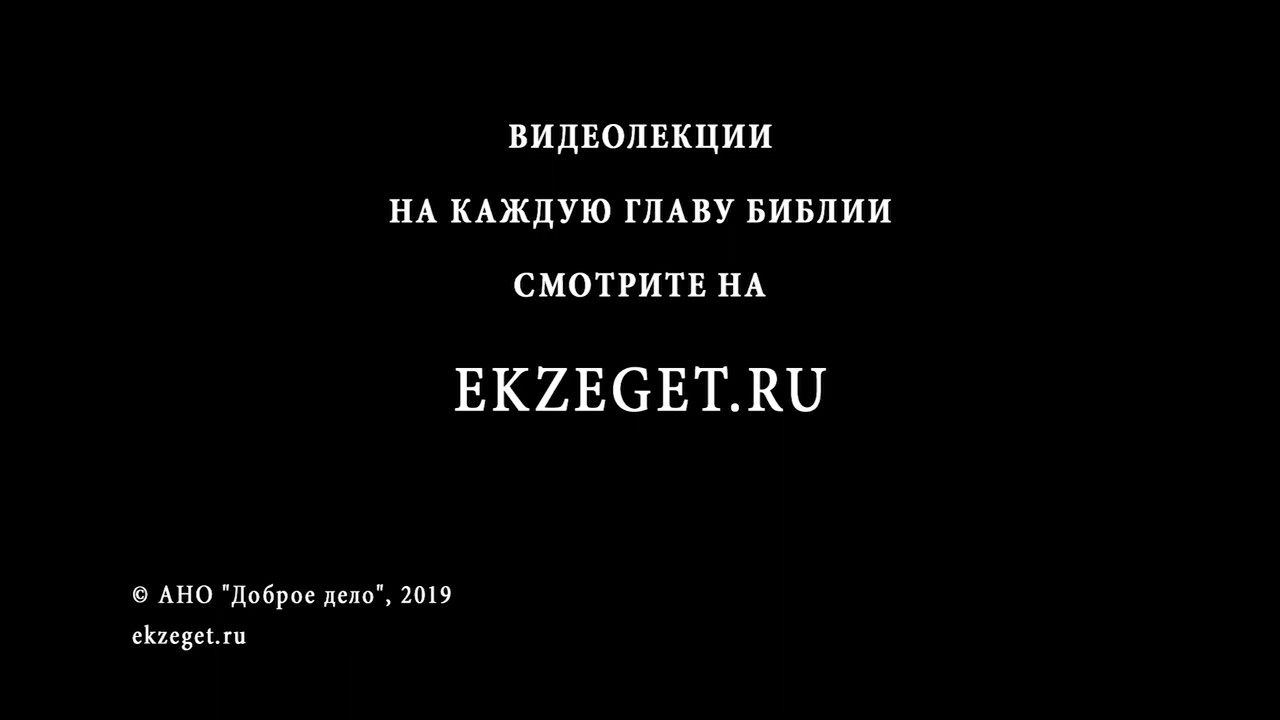 ВИДЕОЛЕКЦИИ
НА КАЖДУЮ ГЛАВУ БИБЛИИ
СМОТРИТЕ НА
EKZEGET.RU
© АНО "Доброе дело", 2019
ekzeget.ru